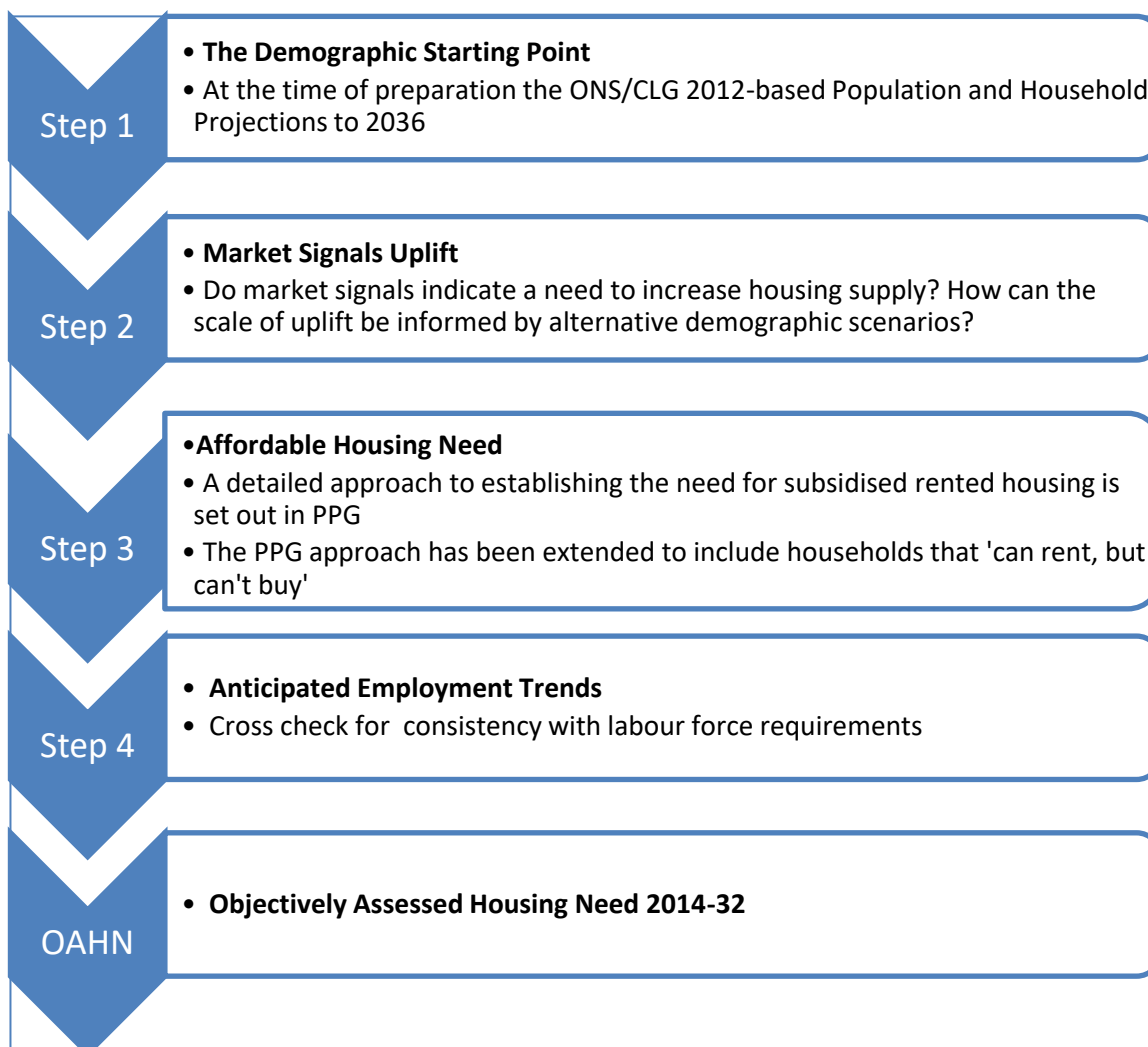 Step 1
• The Demographic Starting Point
• At the time of preparation the ONS/CLG 2012-based Population and Household
Projections to 2036
Step 2
• Market Signals Uplift
• Do market signals indicate a need to increase housing supply? How can the
scale of uplift be informed by alternative demographic scenarios?
Step 3
•Affordable Housing Need
• A detailed approach to establishing the need for subsidised rented housing is
set out in PPG
• The PPG approach has been extended to include households that 'can rent, but
can't buy'
Step 4
• Anticipated Employment Trends
• Cross check for  consistency with labour force requirements
OAHN
• Objectively Assessed Housing Need 2014-32